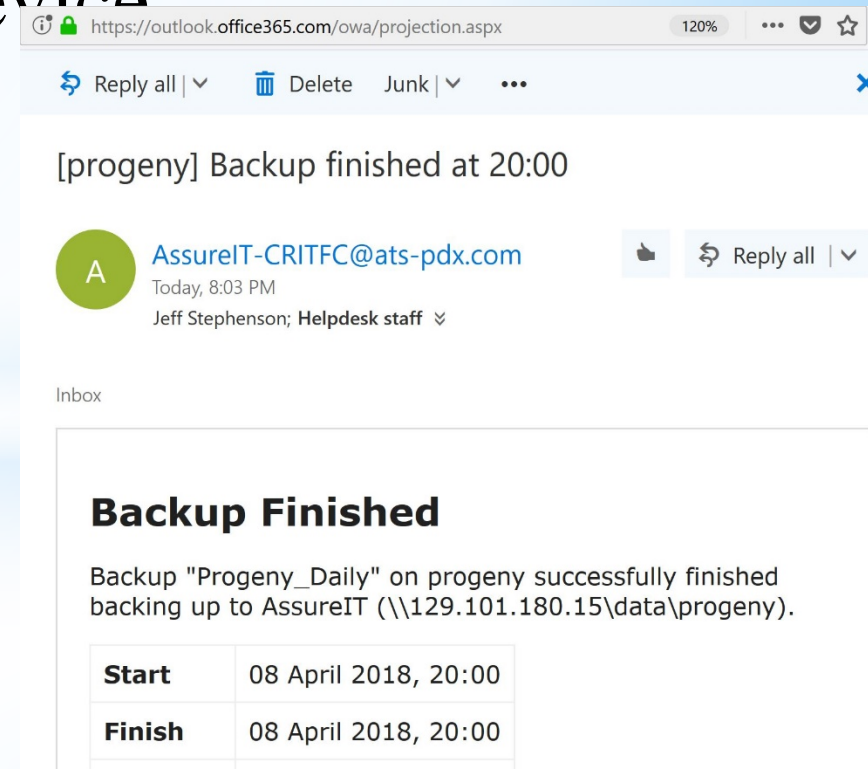 https://outlook.office365.com/owa/projection.aspx 120%
Reply all Delete Junk
[progeny] Backup finished at 20:00
A
AssureIT-CRITFC@ats-pdx.com Reply all
Today, 8:03 PM
Jeff Stephenson; Helpdesk staff
Inbox
Backup Finished
Backup "Progeny_Daily" on progeny successfully finished
backing up to AssureIT (\\129.101.180.15\data\progeny).
Start 08 April 2018, 20:00
Finish 08 April 2018, 20:00